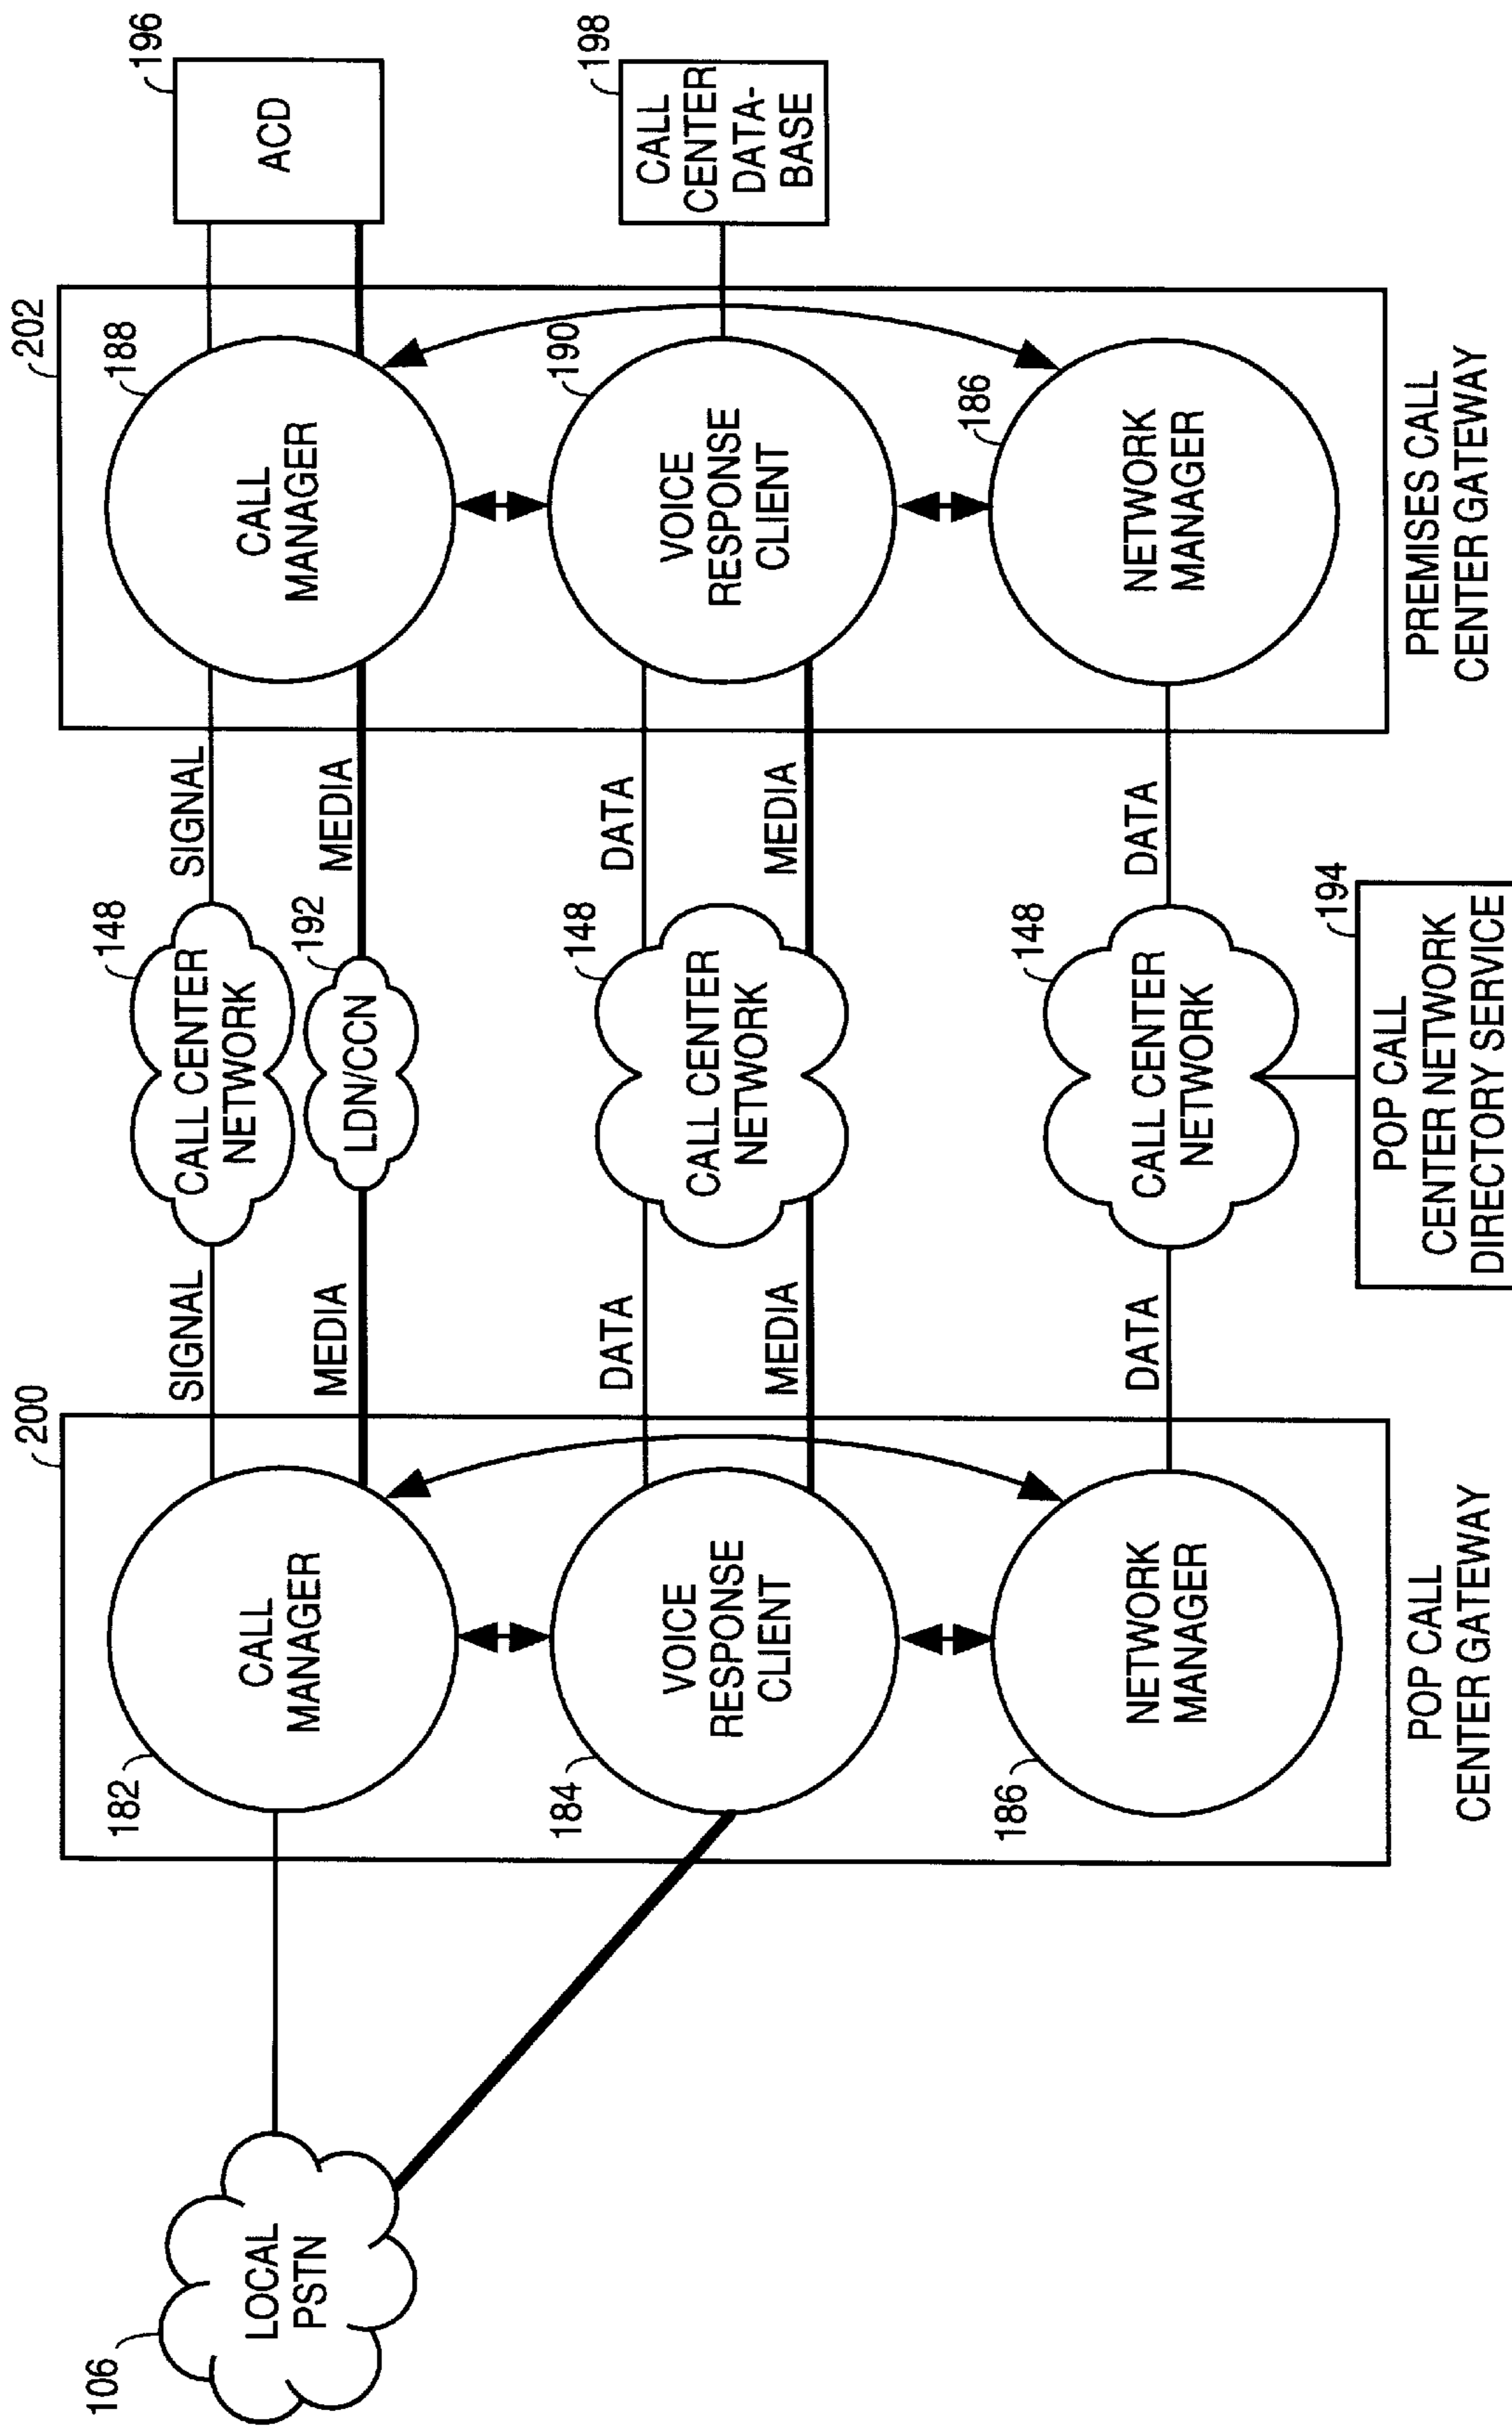 106
LOCAL
PSTN
200
182
CALL
MANAGER
184
VOICE
RESPONSE
CLIENT
186
NETWORK
MANAGER
POP CALL
CENTER GATEWAY
SIGNAL
MEDIA
DATA
MEDIA
DATA
148
CALL CENTER
NETWORK
192
LDN/CCN
148
CALL CENTER
NETWORK
148
CALL CENTER
NETWORK
194
POP CALL
CENTER NETWORK
DIRECTORY SERVICE
SIGNAL
MEDIA
DATA
MEDIA
DATA
202
188
CALL
MANAGER
190
VOICE
RESPONSE
CLIENT
186
NETWORK
MANAGER
PREMISES CALL
CENTER GATEWAY
196
ACD
198
CALL
CENTER
DATA-
BASE